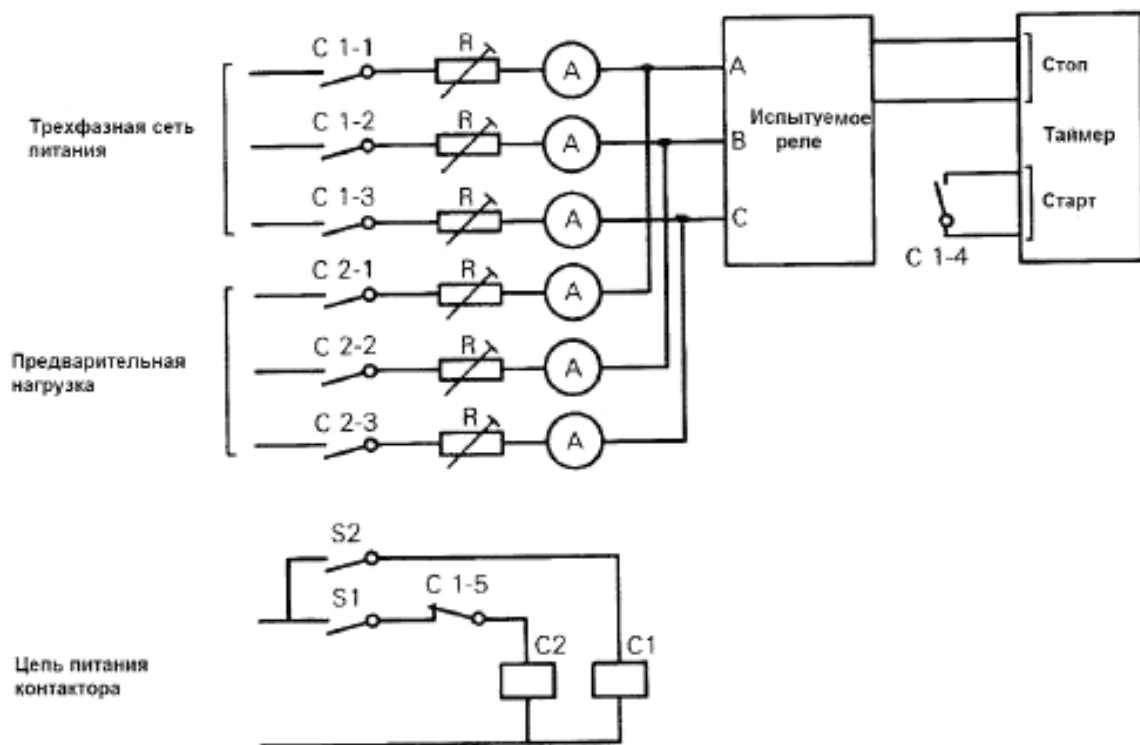 C 1-1
R
A
C 1-2
R
A
C 1-3
R
A
Трехфазная сеть
питания
C 2-1
R
A
C 2-2
R
A
C 2-3
R
A
Предварительная
нагрузка
A
B
C
Испытуемое
реле
Стоп
Таймер
Старт
C 1-4
S2
S1
C 1-5
C2
C1
Цепь питания
контактора